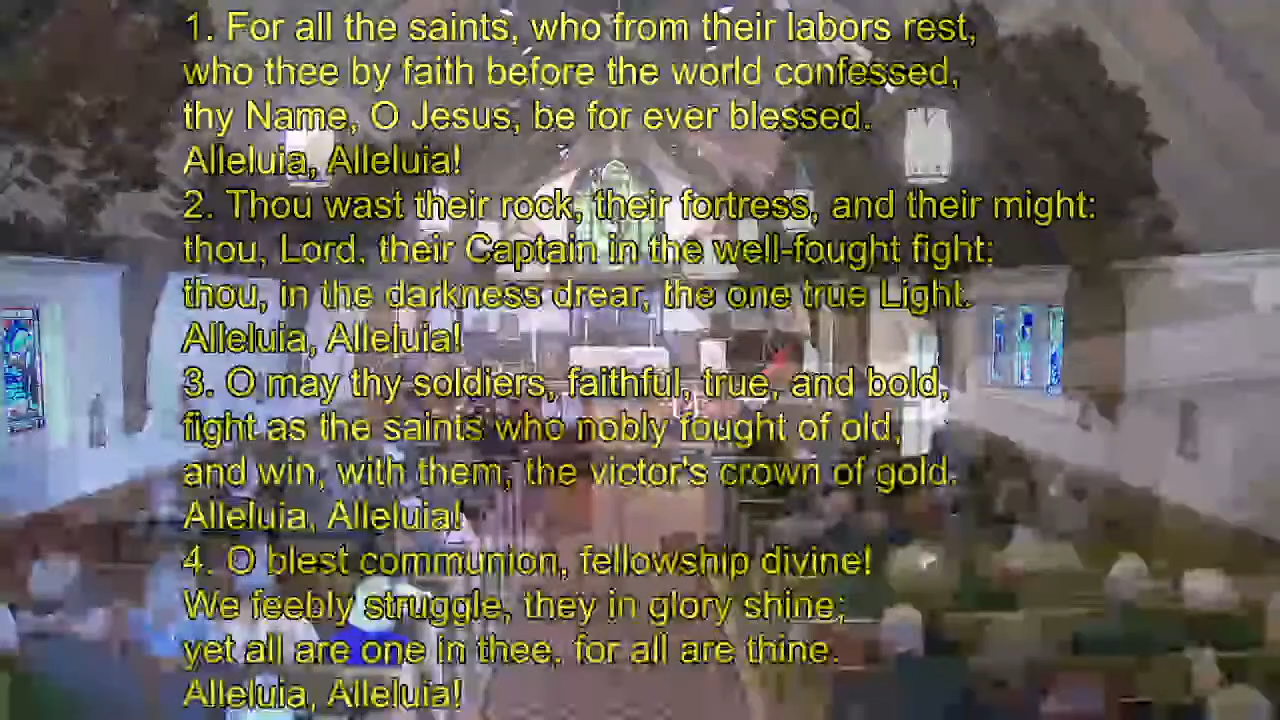 1. For all the saints, who from their labors rest,
who thee by faith before the world confessed,
thy Name, O Jesus, be for ever blessed.
Alleluia, Alleluia!
2. Thou wast their rock, their fortress, and their might:
thou, Lord, their Captain in the well-fought fight;
thou, in the darkness drear, the one true Light.
Alleluia, Alleluia!
3. O may thy soldiers, faithful, true, and bold,
fight as the saints who nobly fought of old,
and win, with them, the victor's crown of gold.
Alleluia, Alleluia!
4. O blest communion, fellowship divine!
We feebly struggle, they in glory shine;
yet all are one in thee, for all are thine.
Alleluia, Alleluia!